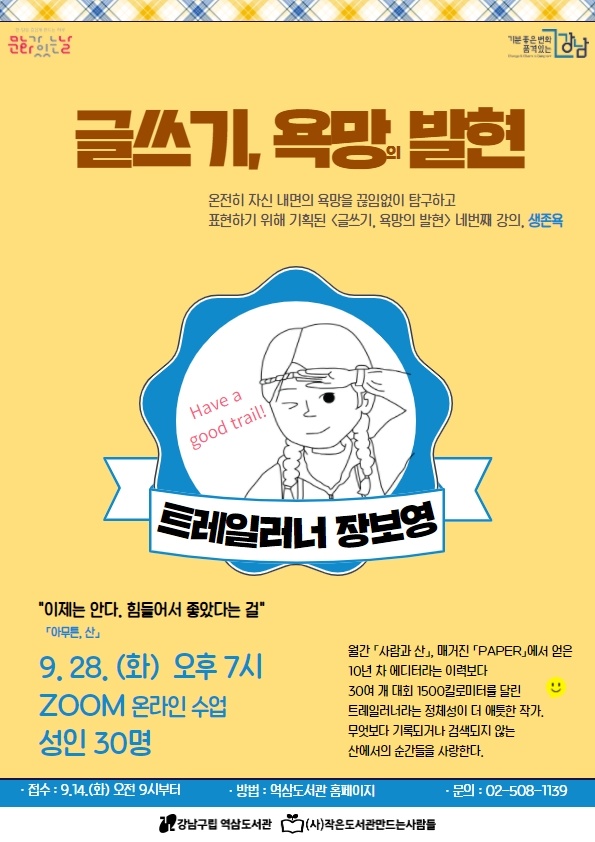 문화가 있는 날
기분 좋은 변화
품격 있는
강남
글쓰기, 욕망의 발현
온전히 자신 내면의 욕망을 끊임없이 탐구하고
표현하기 위해 기획된 <글쓰기, 욕망의 발현> 네번째 강의, 생존욕
Have a
good trail!
트레일러너 장보영
"이제는 안다. 힘들어서 좋았다는 걸"
「아무튼, 산」
9. 28. (화) 오후 7시
ZOOM 온라인 수업
성인 30명
월간 「사람과 산」, 매거진 「PAPER」에서 얻은
10년 차 에디터라는 이력보다
30여 개 대회 1500킬로미터를 달린
트레일러너라는 정체성이 더 애틋한 작가.
무엇보다 기록되거나 검색되지 않는
산에서의 순간들을 사랑한다.
· 접수 : 9.14.(화) 오전 9시부터
· 방법 : 역삼도서관 홈페이지
· 문의 : 02-508-1139
강남구립 역삼도서관
(사)작은도서관만드는사람들